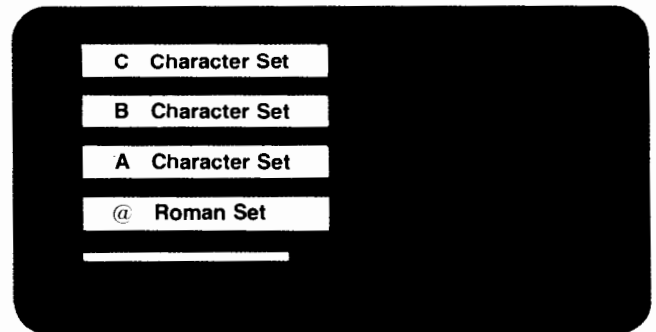 C Character Set
B Character Set
A Character Set
@ Roman Set